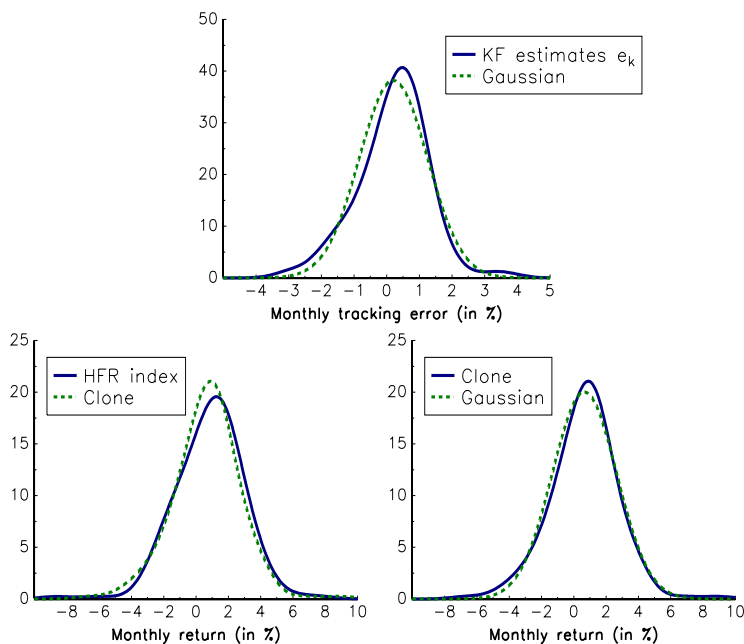 50
40
30
20
10
0
KF estimates e_k
Gaussian
−4 −3 −2 −1 0 1 2 3 4 5
Monthly tracking error (in %)
25
20
15
10
5
0
HFR index
Clone
−8 −6 −4 −2 0 2 4 6 8 10
Monthly return (in %)
25
20
15
10
5
0
Clone
Gaussian
−8 −6 −4 −2 0 2 4 6 8 10
Monthly return (in %)